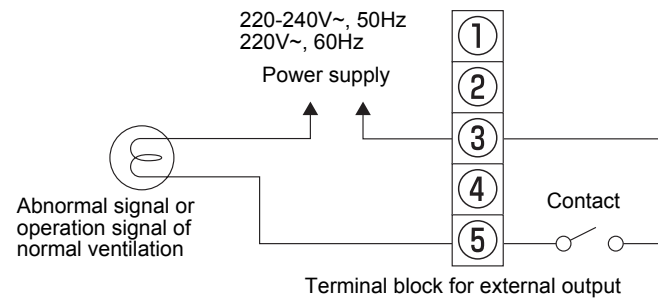 220-240V~, 50Hz
220V~, 60Hz
Power supply
1
2
3
4
5
Contact
Abnormal signal or
operation signal of
normal ventilation
Terminal block for external output